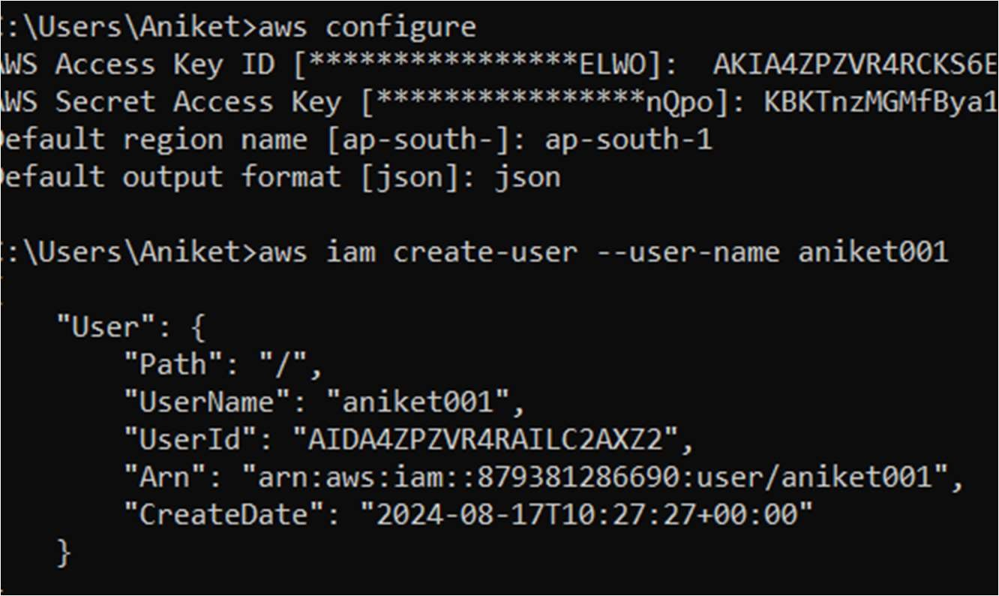 :\Users\Aniket>aws configure
WS Access Key ID [****************ELWO]:  AKIA4ZPZVR4RCKS6E
WS Secret Access Key [****************nQpo]: KBKTnzMGMfBya1
efault region name [ap-south-]: ap-south-1
efault output format [json]: json
:\Users\Aniket>aws iam create-user --user-name aniket001
"User": {
"Path": "/",
"UserName": "aniket001",
"UserId": "AIDA4ZPZVR4RAILC2AXZ2",
"Arn": "arn:aws:iam::879381286690:user/aniket001",
"CreateDate": "2024-08-17T10:27:27+00:00"
}